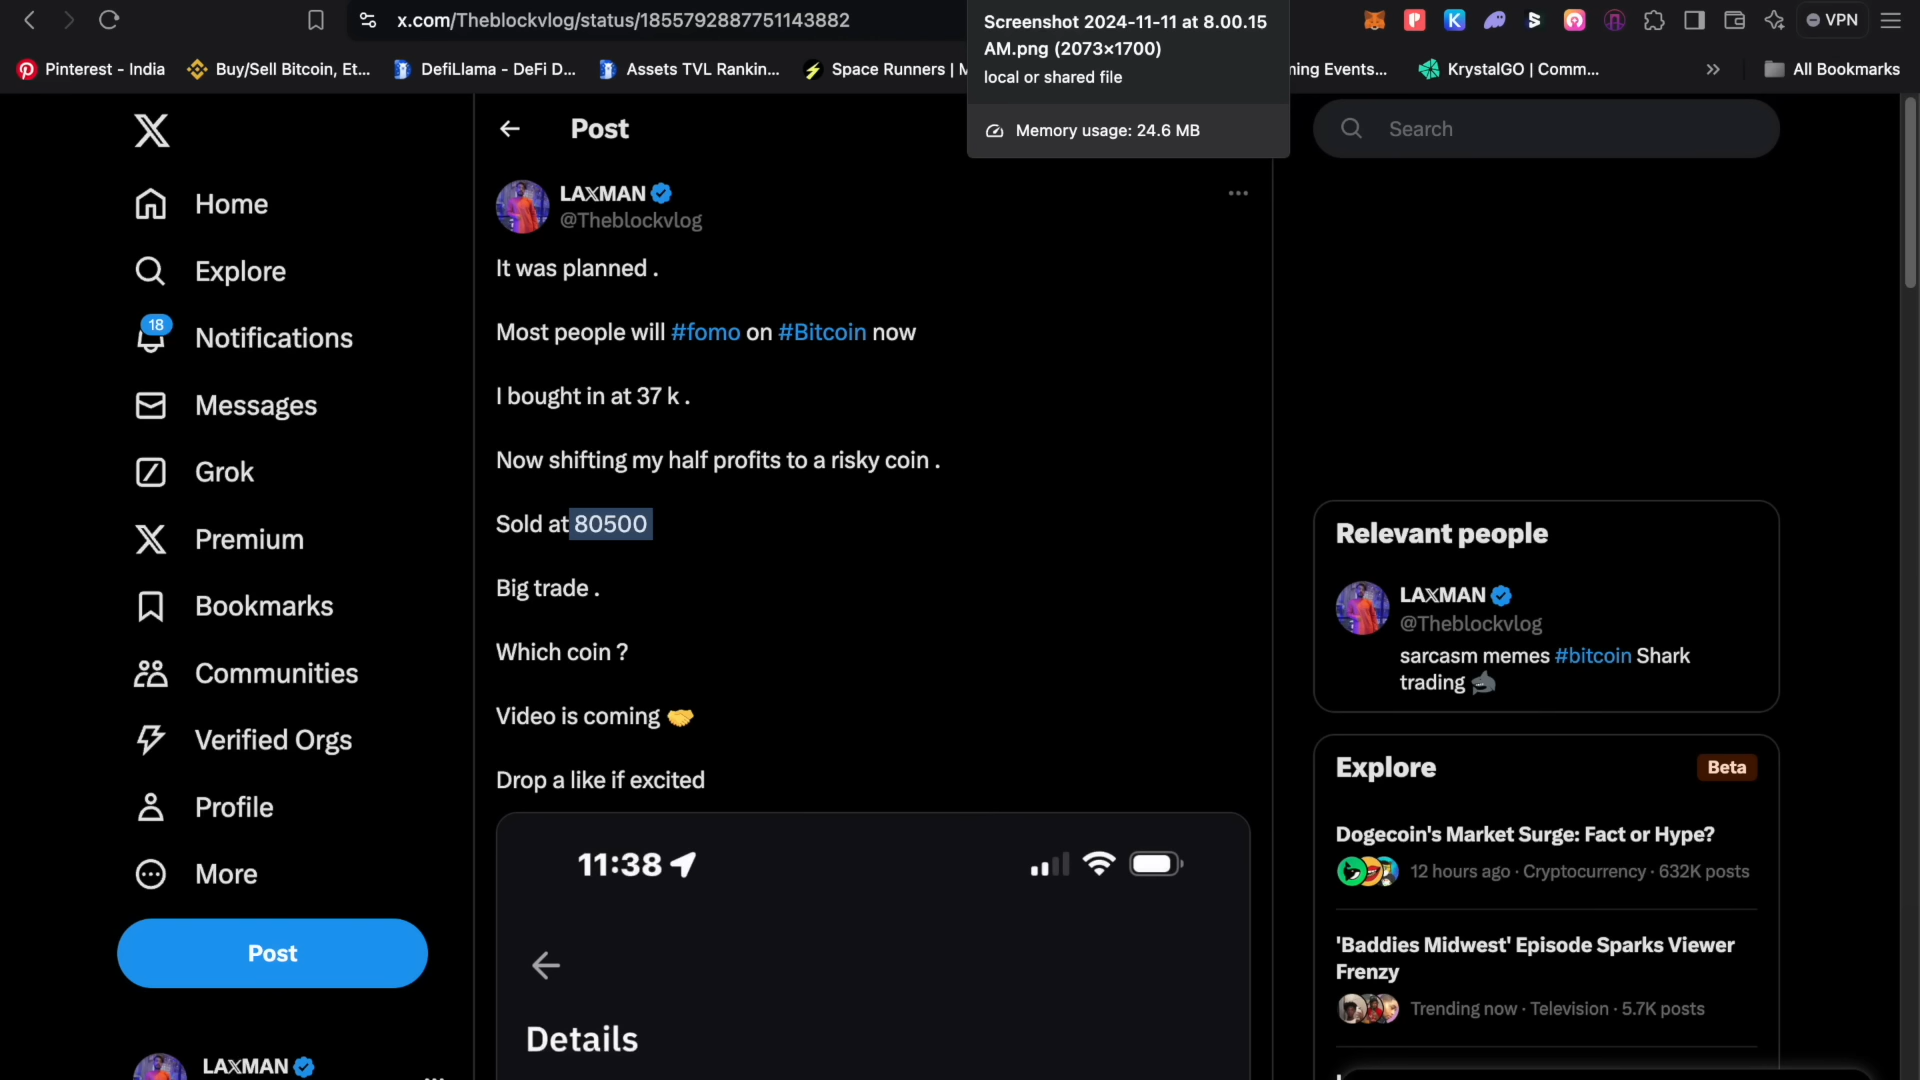 x.com/Theblockvlog/status/1855792887751143882
Screenshot 2024-11-11 at 8.00.15
AM.png (2073×1700)
local or shared file
Memory usage: 24.6 MB
VPN
Pinterest - India
Buy/Sell Bitcoin, Et...
DefiLlama - DeFi D...
Assets TVL Rankin...
Space Runners |
ing Events...
KrystalGO | Comm...
All Bookmarks
Home
Explore
18
Notifications
Messages
Grok
Premium
Bookmarks
Communities
Verified Orgs
Profile
More
Post
LAXMAN
Post
LAXMAN
@Theblockvlog
It was planned .
Most people will #fomo on #Bitcoin now
I bought in at 37 k .
Now shifting my half profits to a risky coin .
Sold at 80500
Big trade .
Which coin ?
Video is coming 🤝
Drop a like if excited
11:38
Details
Search
Relevant people
LAXMAN
@Theblockvlog
sarcasm memes #bitcoin Shark
trading 🦈
Explore
Beta
Dogecoin's Market Surge: Fact or Hype?
12 hours ago · Cryptocurrency · 632K posts
'Baddies Midwest' Episode Sparks Viewer
Frenzy
Trending now · Television · 5.7K posts